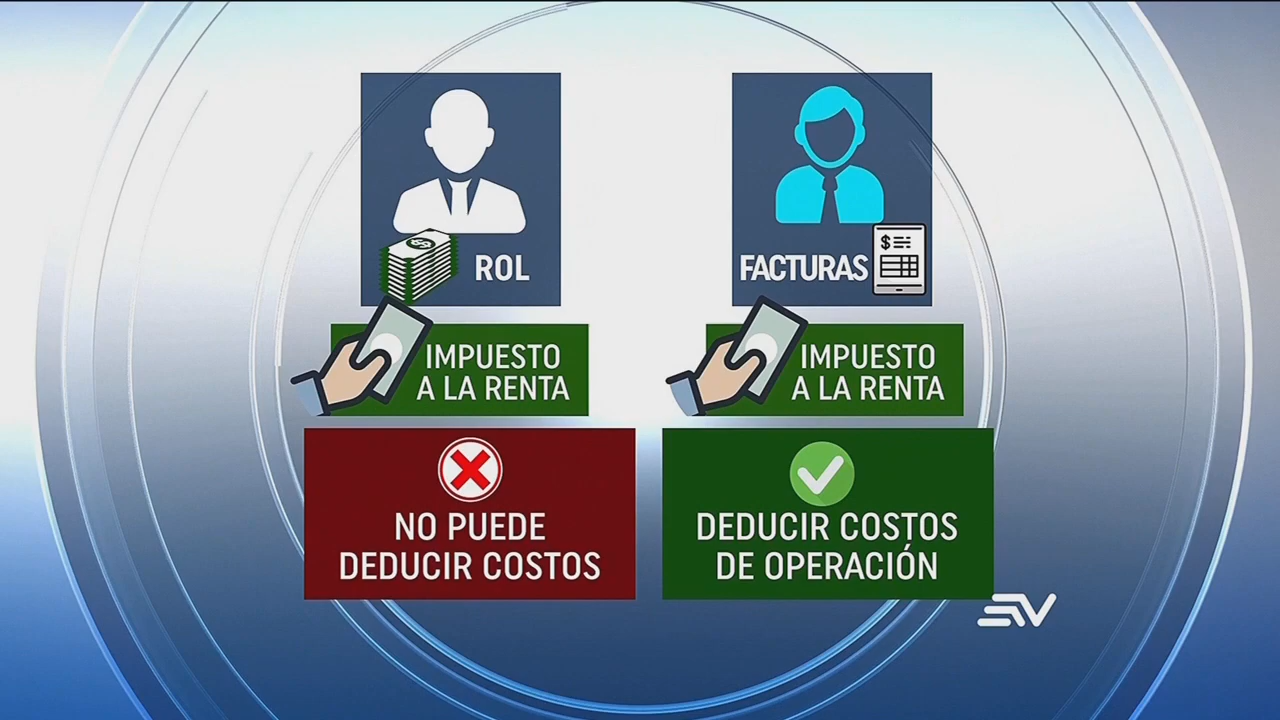 ROL
FACTURAS
$
IMPUESTO
A LA RENTA
IMPUESTO
A LA RENTA
NO PUEDE
DEDUCIR COSTOS
DEDUCIR COSTOS
DE OPERACIÓN